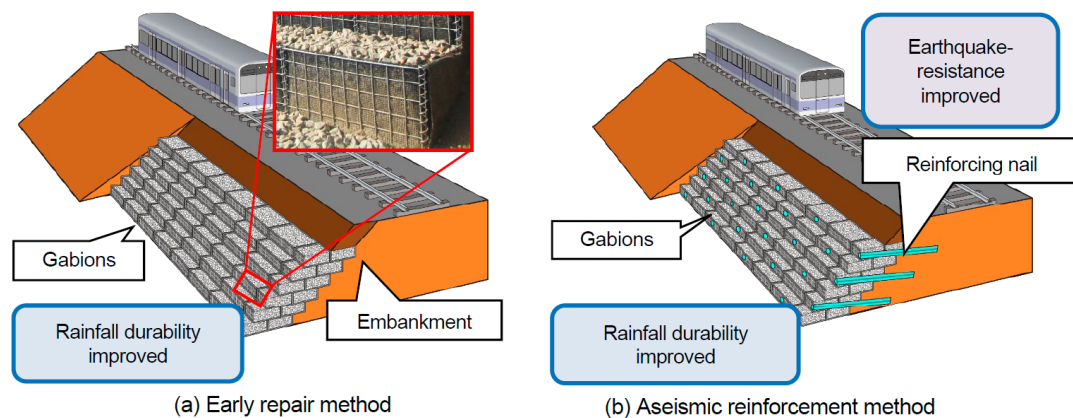 Gabions
Embankment
Rainfall durability
improved
(a) Early repair method
Earthquake-
resistance
improved
Reinforcing nail
Gabions
Rainfall durability
improved
(b) Aseismic reinforcement method